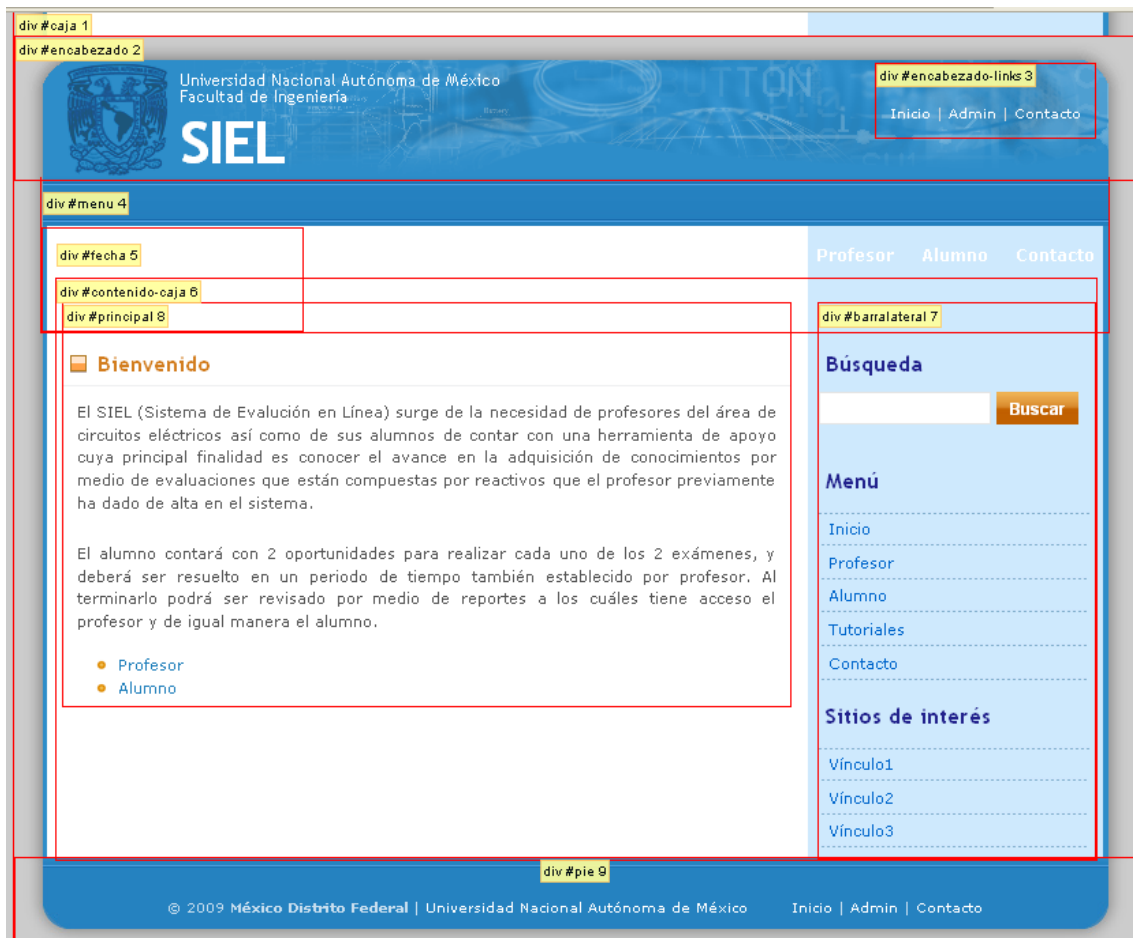 div #caja 1
div #encabezado 2
Universidad Nacional Autónoma de México
Facultad de Ingeniería
SIEL
BUTTON
div #encabezado-links 3
Inicio | Admin | Contacto
div #menu 4
div #fecha 5
Profesor Alumno Contacto
div #contenido-caja 6
div #principal 8
div #barralateral 7
Bienvenido
El SIEL (Sistema de Evalución en Línea) surge de la necesidad de profesores del área de
circuitos eléctricos así como de sus alumnos de contar con una herramienta de apoyo
cuya principal finalidad es conocer el avance en la adquisición de conocimientos por
medio de evaluaciones que están compuestas por reactivos que el profesor previamente
ha dado de alta en el sistema.
El alumno contará con 2 oportunidades para realizar cada uno de los 2 exámenes, y
deberá ser resuelto en un periodo de tiempo también establecido por profesor. Al
terminarlo podrá ser revisado por medio de reportes a los cuáles tiene acceso el
profesor y de igual manera el alumno.
Profesor
Alumno
Búsqueda
Buscar
Menú
Inicio
Profesor
Alumno
Tutoriales
Contacto
Sitios de interés
Vínculo1
Vínculo2
Vínculo3
div #pie 9
© 2009 México Distrito Federal | Universidad Nacional Autónoma de México Inicio | Admin | Contacto